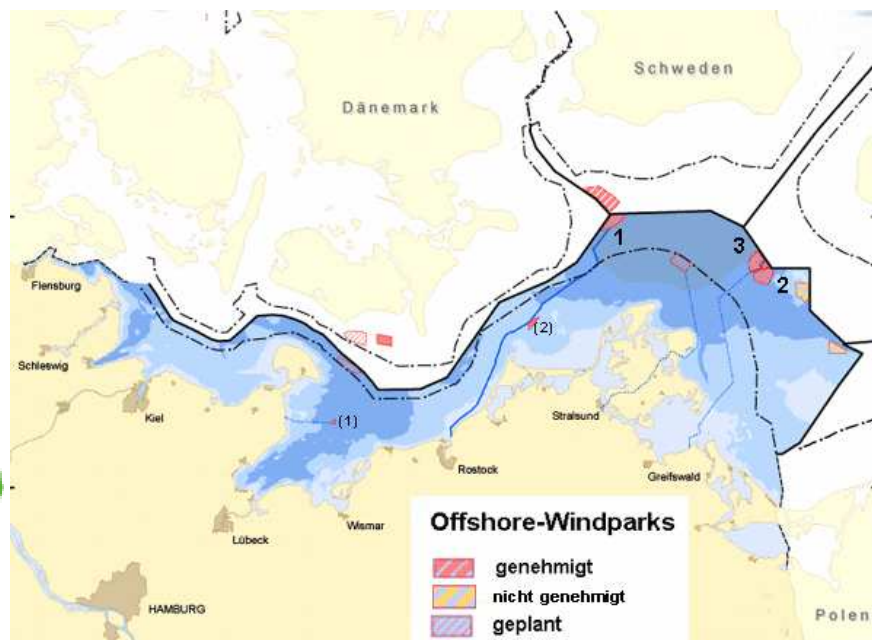 Schweden
Dänemark
1
3
2
Flensburg
(2)
Schleswig
Kiel
(1)
Stralsund
Rostock
Greifswald
Wismar
Lübeck
Offshore-Windparks
genehmigt
nicht genehmigt
geplant
HAMBURG
Polen